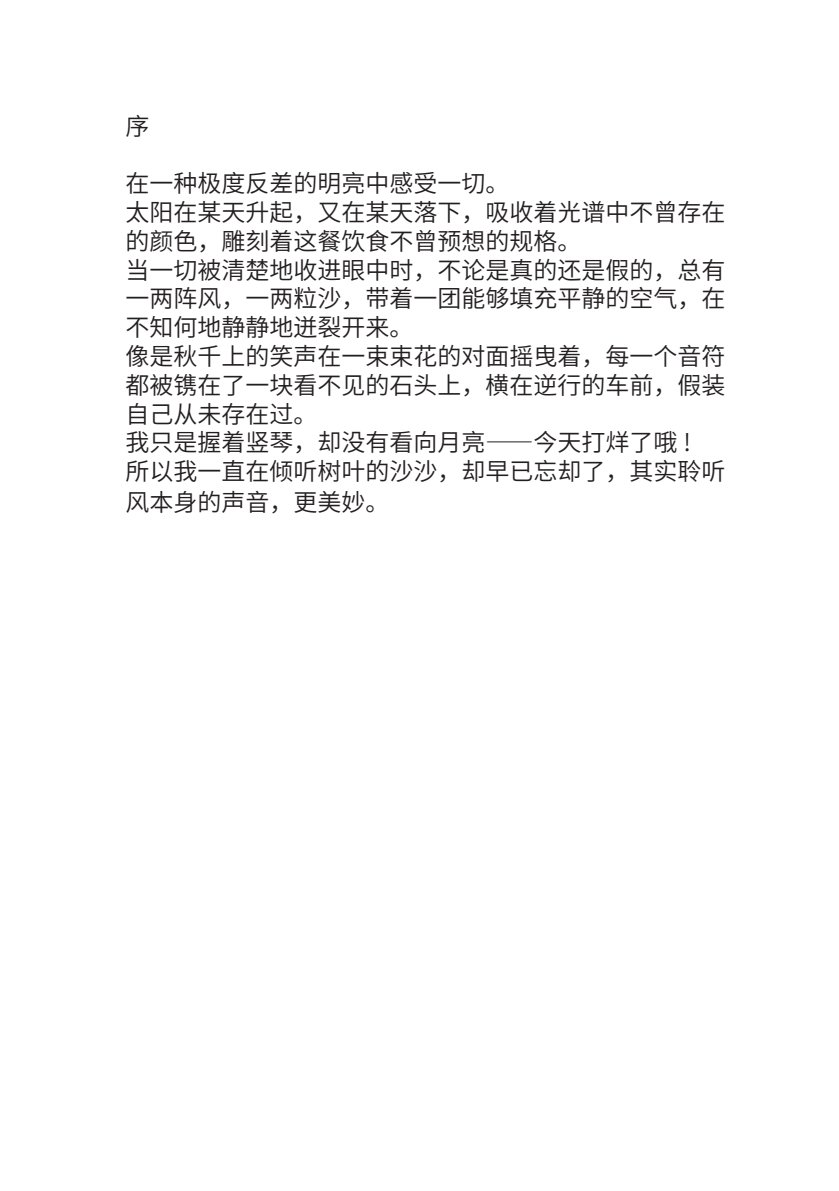 序
在一种极度反差的明亮中感受一切。
太阳在某天升起，又在某天落下，吸收着光谱中不曾存在
的颜色，雕刻着这餐饮食不曾预想的规格。
当一切被清楚地收进眼中时，不论是真的还是假的，总有
一两阵风，一两粒沙，带着一团能够填充平静的空气，在
不知何地静静地迸裂开来。
像是秋千上的笑声在一束束花的对面摇曳着，每一个音符
都被镌在了一块看不见的石头上，横在逆行的车前，假装
自己从未存在过。
我只是握着竖琴，却没有看向月亮——今天打烊了哦！
所以我一直在倾听树叶的沙沙，却早已忘却了，其实聆听
风本身的声音，更美妙。